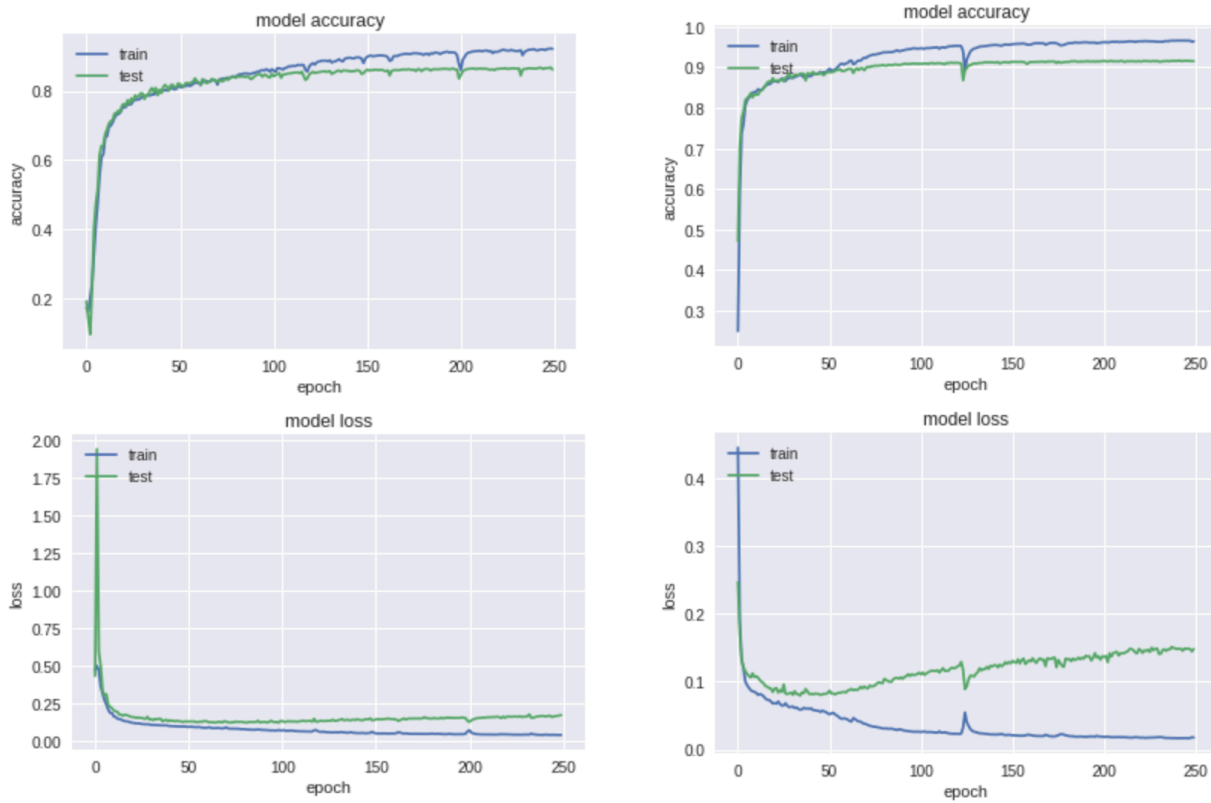 model accuracy
train
test
0.8
0.6
0.4
0.2
accuracy
0
50
100
150
200
250
epoch
model accuracy
train
test
1.0
0.9
0.8
0.7
0.6
0.5
0.4
0.3
accuracy
0
50
100
150
200
250
epoch
model loss
train
test
2.00
1.75
1.50
1.25
1.00
0.75
0.50
0.25
0.00
loss
0
50
100
150
200
250
epoch
model loss
train
test
0.4
0.3
0.2
0.1
0.0
loss
0
50
100
150
200
250
epoch